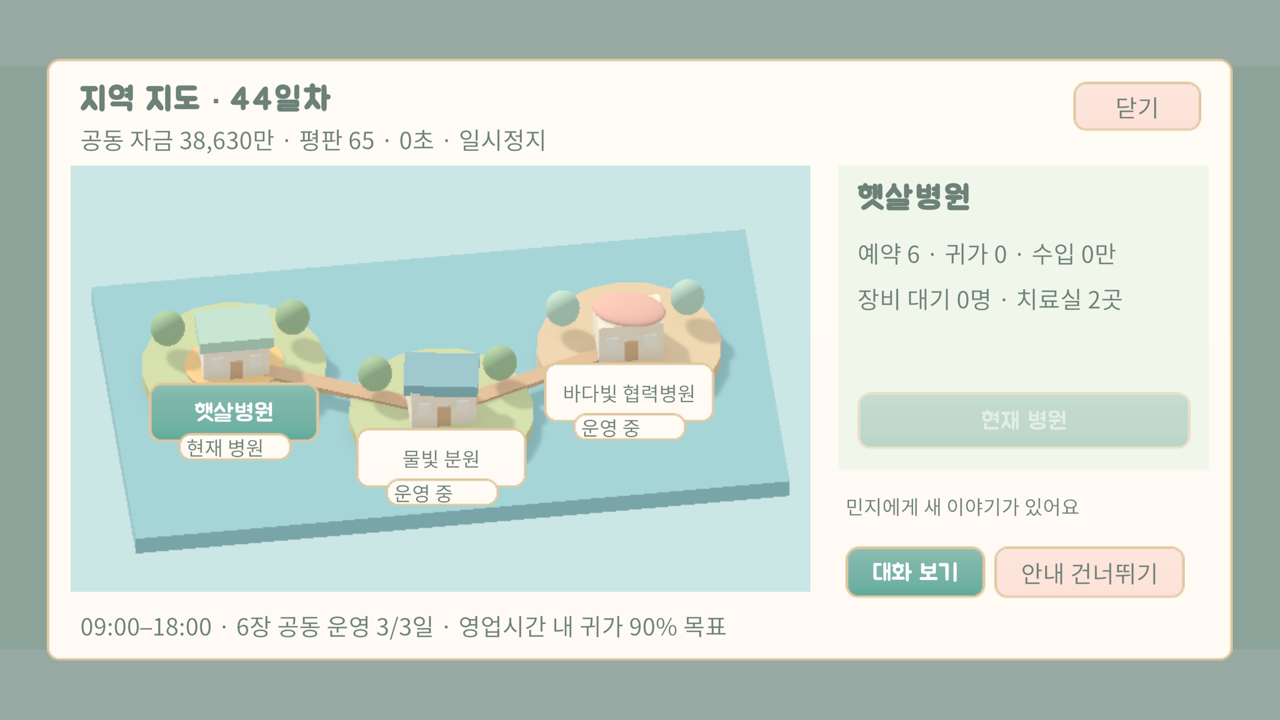 지역 지도 · 44일차
닫기
공동 자금 38,630만 · 평판 65 · 0초 · 일시정지
햇살병원
예약 6 · 귀가 0 · 수입 0만
장비 대기 0명 · 치료실 2곳
현재 병원
바다빛 협력병원
운영 중
햇살병원
현재 병원
물빛 분원
운영 중
민지에게 새 이야기가 있어요
대화 보기
안내 건너뛰기
09:00–18:00 · 6장 공동 운영 3/3일 · 영업시간 내 귀가 90% 목표